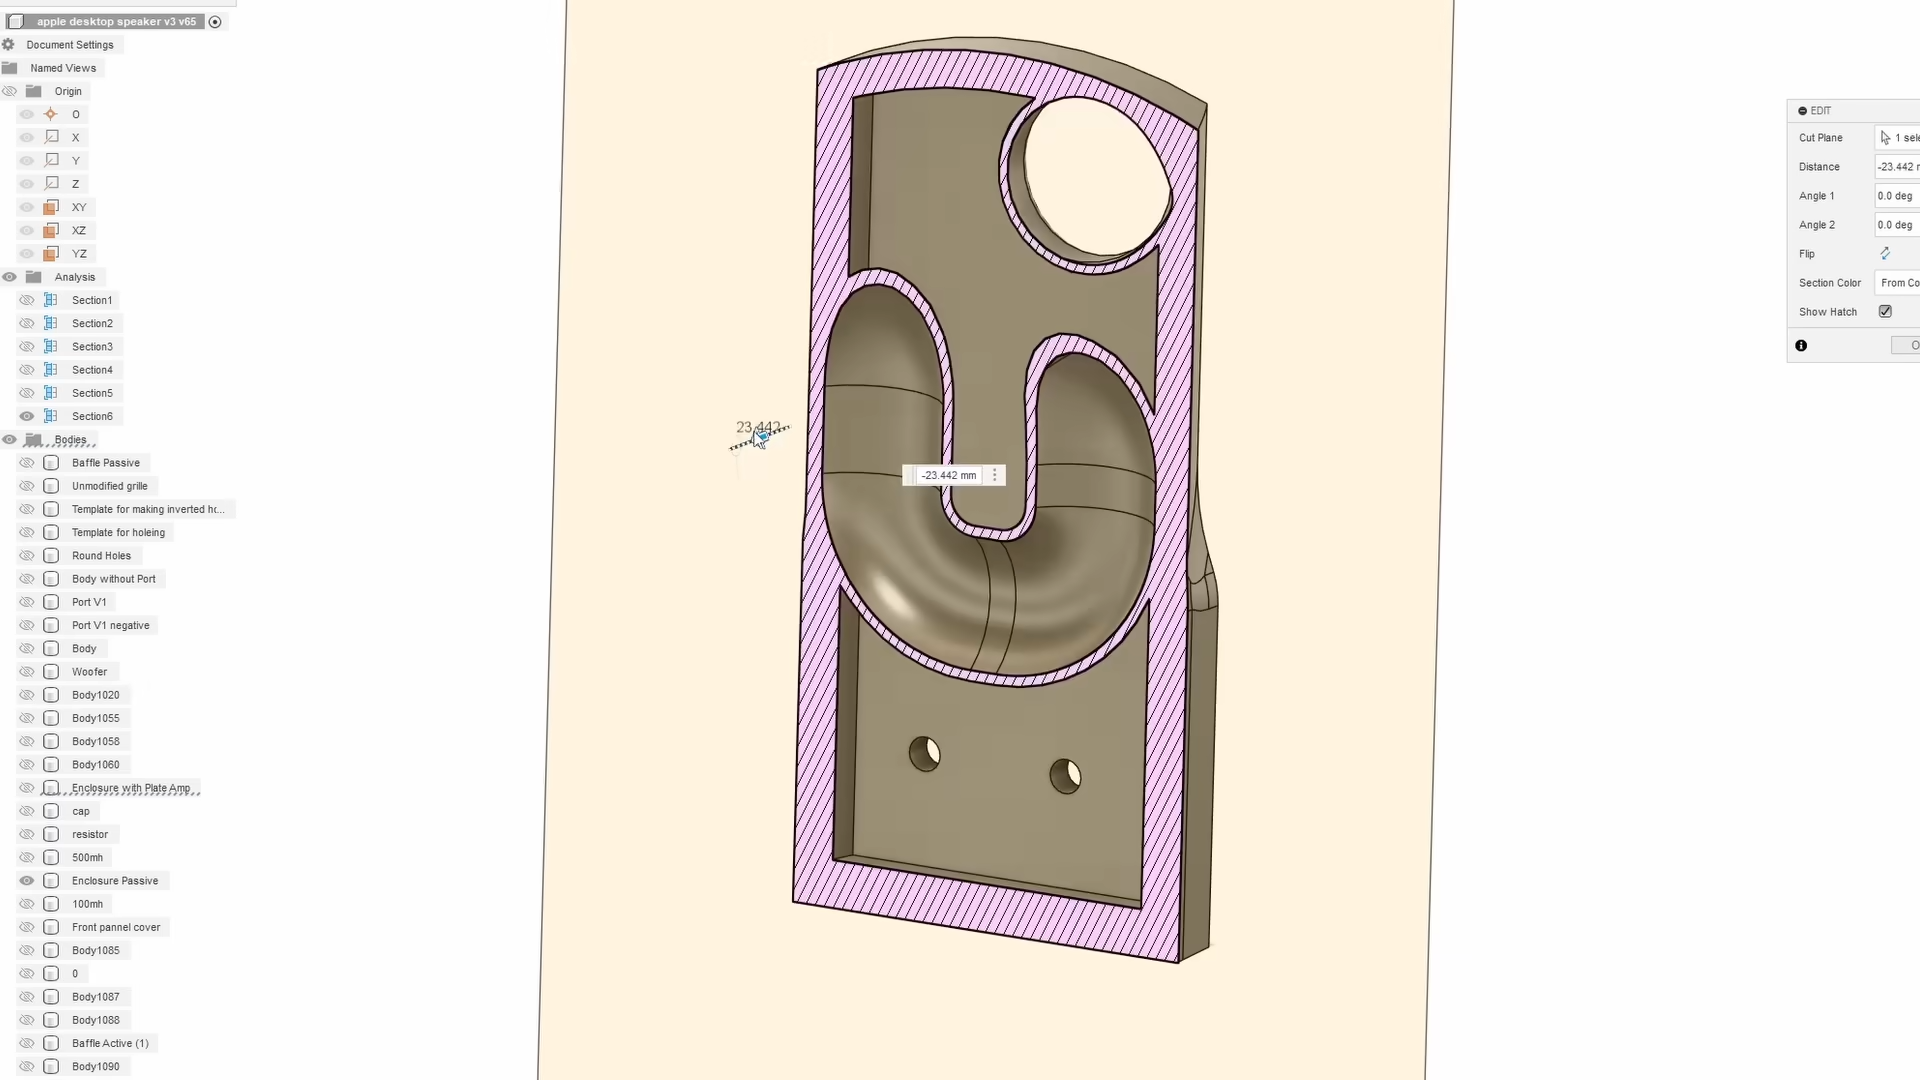 apple desktop speaker v3 v65
Document Settings
Named Views
Origin
O
X
Y
Z
XY
XZ
YZ
Analysis
Section1
Section2
Section3
Section4
Section5
Section6
Bodies
Baffle Passive
Unmodified grille
Template for making inverted ho...
Template for holeing
Round Holes
Body without Port
Port V1
Port V1 negative
Body
Woofer
Body1020
Body1055
Body1058
Body1060
Enclosure with Plate Amp
cap
resistor
500mh
Enclosure Passive
100mh
Front pannel cover
Body1085
0
Body1087
Body1088
Baffle Active (1)
Body1090
23.442
-23.442 mm
EDIT
Cut Plane 1 sele
Distance -23.442 m
Angle 1 0.0 deg
Angle 2 0.0 deg
Flip
Section Color From Co
Show Hatch
O